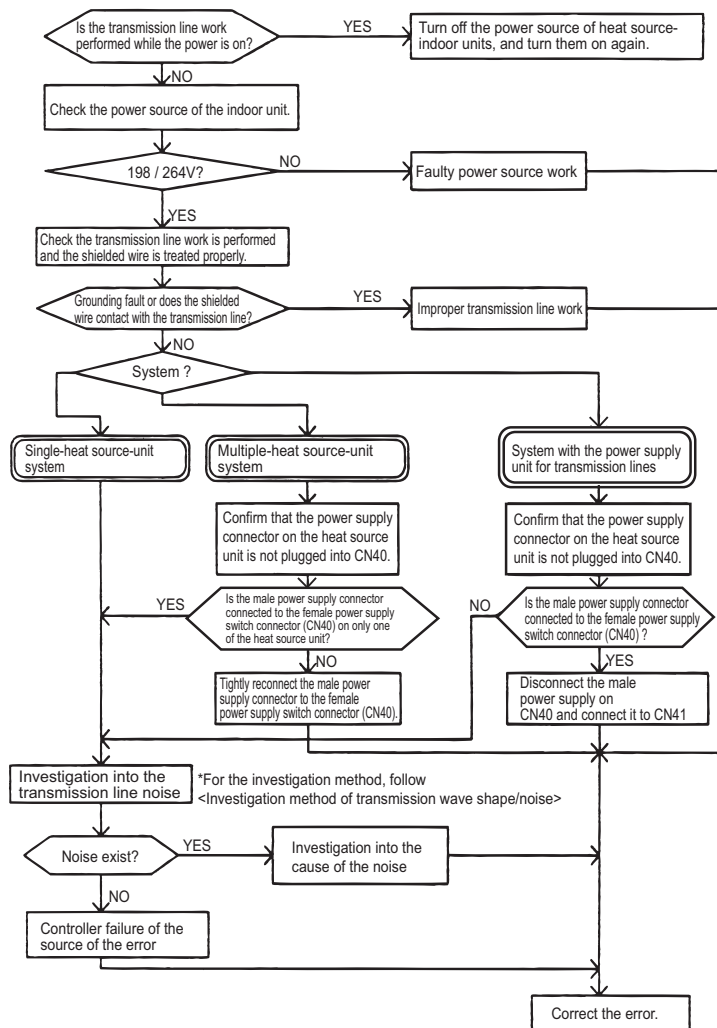 Is the transmission line work
performed while the power is on?
YES
Turn off the power source of heat source-
indoor units, and turn them on again.
NO
Check the power source of the indoor unit.
198 / 264V?
NO
Faulty power source work
YES
Check the transmission line work is performed
and the shielded wire is treated properly.
Grounding fault or does the shielded
wire contact with the transmission line?
YES
Improper transmission line work
NO
System ?
Single-heat source-unit
system
Multiple-heat source-unit
system
System with the power supply
unit for transmission lines
Confirm that the power supply
connector on the heat source
unit is not plugged into CN40.
Confirm that the power supply
connector on the heat source
unit is not plugged into CN40.
YES
Is the male power supply connector
connected to the female power supply
switch connector (CN40) on only one
of the heat source unit?
NO
Is the male power supply connector
connected to the female power supply
switch connector (CN40) ?
NO
YES
Tightly reconnect the male power
supply connector to the female
power supply switch connector (CN40).
Disconnect the male
power supply on
CN40 and connect it to CN41
Investigation into the
transmission line noise
*For the investigation method, follow
<Investigation method of transmission wave shape/noise>
Noise exist?
YES
Investigation into the
cause of the noise
NO
Controller failure of the
source of the error
Correct the error.